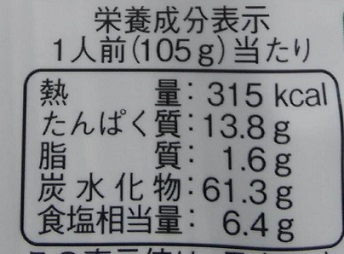 栄養成分表示
1人前(105g)当たり
熱量: 315 kcal
たんぱく質: 13.8 g
脂質: 1.6 g
炭水化物: 61.3 g
食塩相当量: 6.4 g